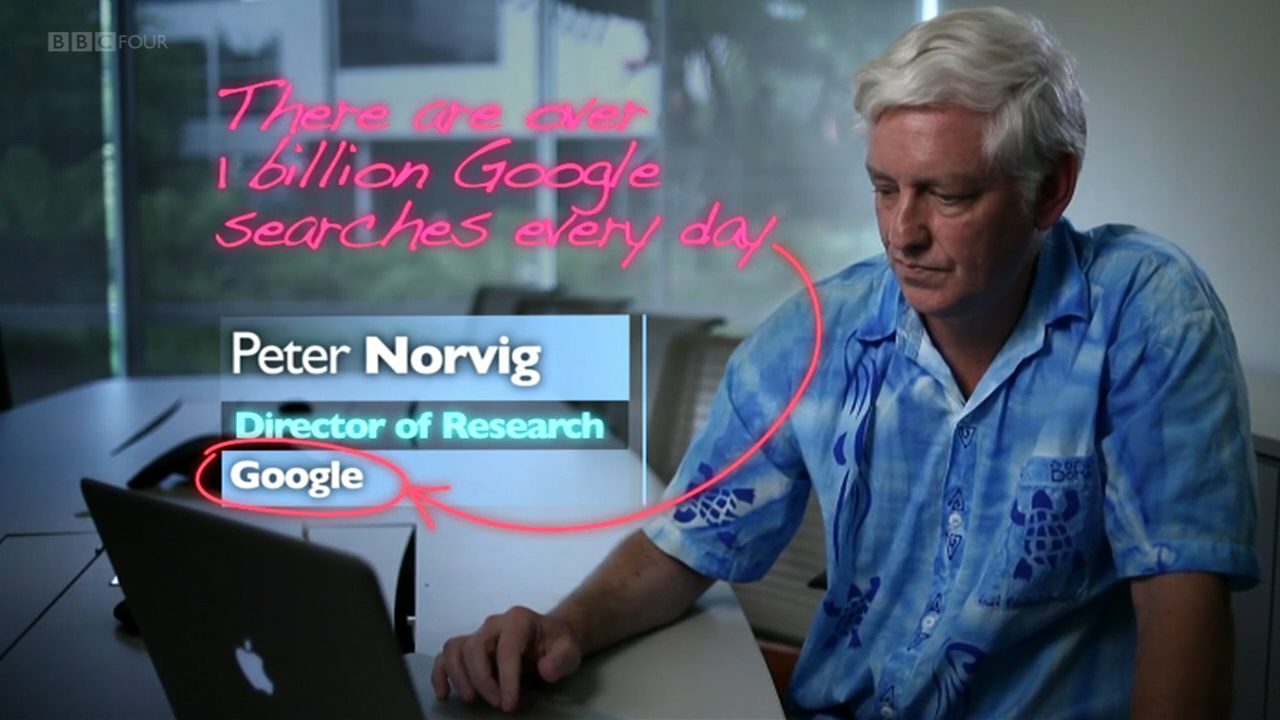 BBC FOUR
There are over
1 billion Google
searches every day
Peter Norvig
Director of Research
Google